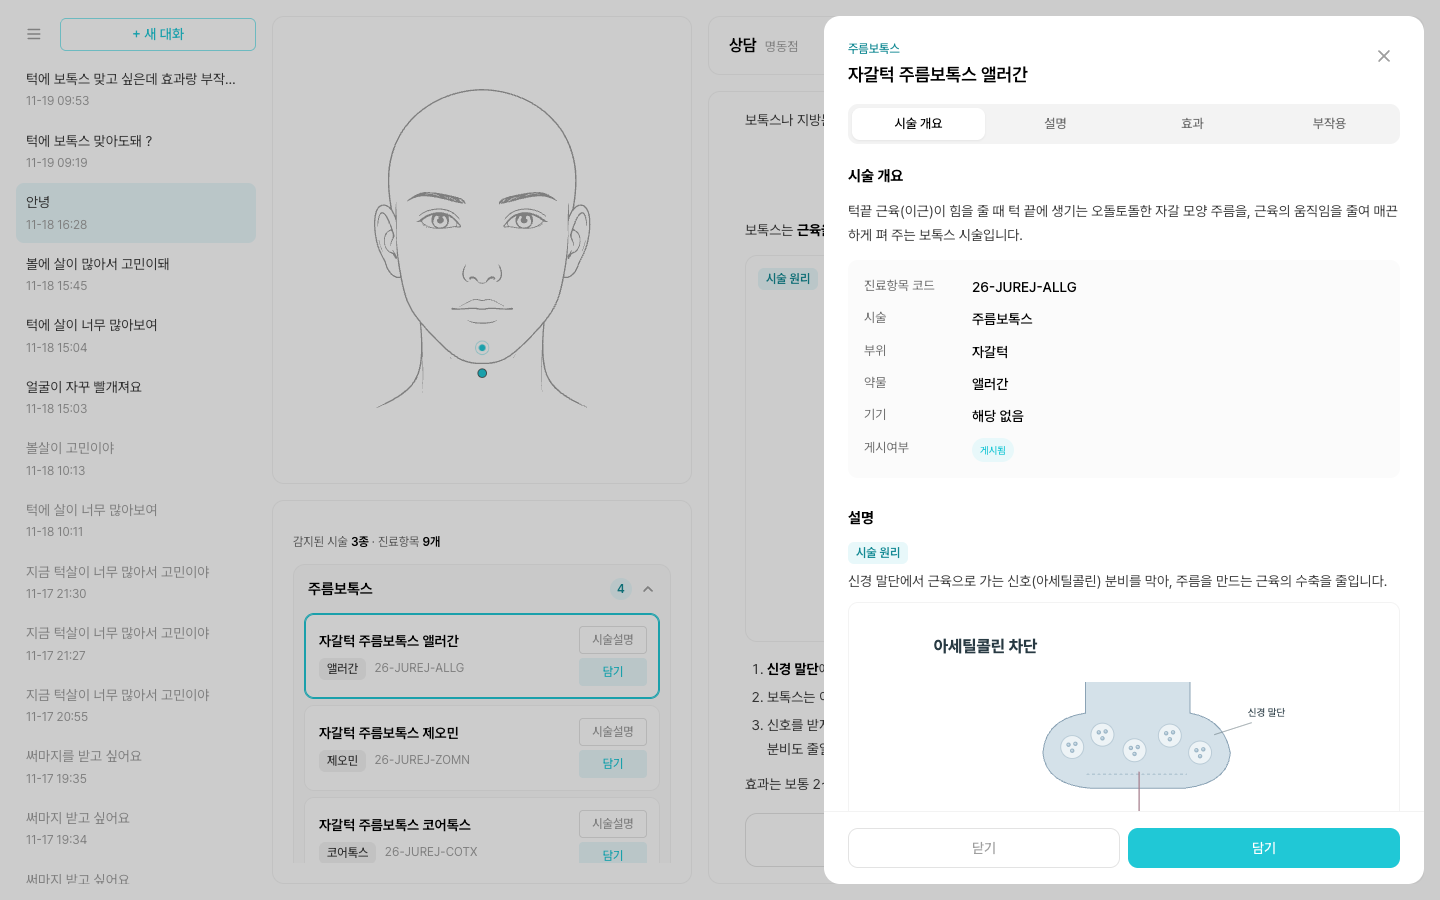 + 새 대화
턱에 보톡스 맞고 싶은데 효과랑 부작...
11-19 09:53
턱에 보톡스 맞아도돼 ?
11-19 09:19
안녕
11-18 16:28
볼에 살이 많아서 고민이돼
11-18 15:45
턱에 살이 너무 많아보여
11-18 15:04
얼굴이 자꾸 빨개져요
11-18 15:03
볼살이 고민이야
11-18 10:13
턱에 살이 너무 많아보여
11-18 10:11
지금 턱살이 너무 많아서 고민이야
11-17 21:30
지금 턱살이 너무 많아서 고민이야
11-17 21:27
지금 턱살이 너무 많아서 고민이야
11-17 20:55
써마지를 받고 싶어요
11-17 19:35
써마지 받고 싶어요
11-17 19:34
써마지 받고 싶어요
감지된 시술 3종 · 진료항목 9개
주름보톡스
4
자갈턱 주름보톡스 앨러간
앨러간 26-JUREJ-ALLG
시술설명
담기
자갈턱 주름보톡스 제오민
제오민 26-JUREJ-ZOMN
시술설명
담기
자갈턱 주름보톡스 코어톡스
코어톡스 26-JUREJ-COTX
시술설명
담기
상담 명동점
보톡스나 지방
보톡스는 근육
시술 원리
1. 신경 말단
2. 보톡스는
3. 신호를 받
분비도 줄
효과는 보통 2
주름보톡스
자갈턱 주름보톡스 앨러간
시술 개요
설명
효과
부작용
시술 개요
턱끝 근육(이근)이 힘을 줄 때 턱 끝에 생기는 오돌토돌한 자갈 모양 주름을, 근육의 움직임을 줄여 매끈
하게 펴 주는 보톡스 시술입니다.
진료항목 코드 26-JUREJ-ALLG
시술 주름보톡스
부위 자갈턱
약물 앨러간
기기 해당 없음
게시여부 게시됨
설명
시술 원리
신경 말단에서 근육으로 가는 신호(아세틸콜린) 분비를 막아, 주름을 만드는 근육의 수축을 줄입니다.
아세틸콜린 차단
신경 말단
닫기
담기